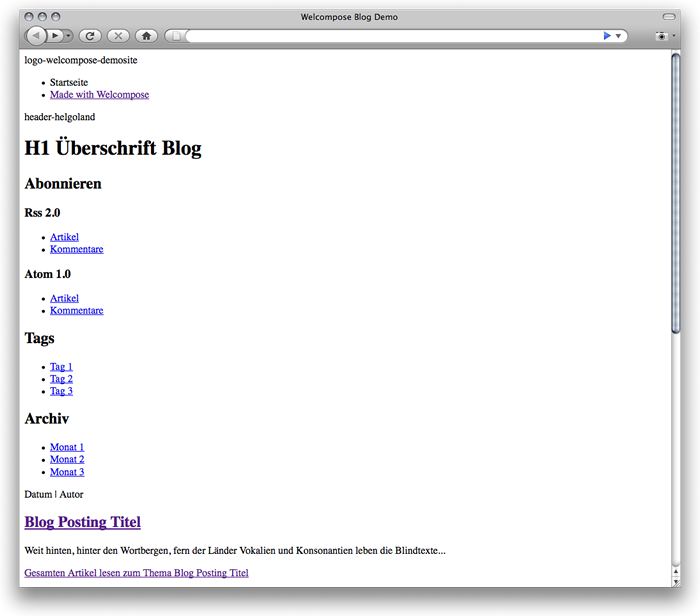 Welcompose Blog Demo
logo-welcompose-demosite
Startseite
Made with Welcompose
header-helgoland
H1 Überschrift Blog
Abonnieren
Rss 2.0
Artikel
Kommentare
Atom 1.0
Artikel
Kommentare
Tags
Tag 1
Tag 2
Tag 3
Archiv
Monat 1
Monat 2
Monat 3
Datum | Autor
Blog Posting Titel
Weit hinten, hinter den Wortbergen, fern der Länder Vokalien und Konsonantien leben die Blindtexte...
Gesamten Artikel lesen zum Thema Blog Posting Titel